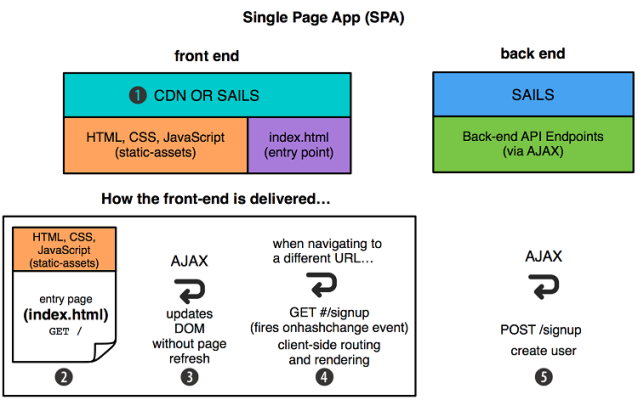 Single Page App (SPA)
front end
back end
1 CDN OR SAILS
SAILS
HTML, CSS, JavaScript
(static-assets)
index.html
(entry point)
Back-end API Endpoints
(via AJAX)
How the front-end is delivered...
HTML, CSS,
JavaScript
(static-assets)
entry page
(index.html)
GET /
2
AJAX
updates
DOM
without page
refresh
3
when navigating to
a different URL...
GET #/signup
(fires onhashchange event)
client-side routing
and rendering
4
AJAX
POST /signup
create user
5